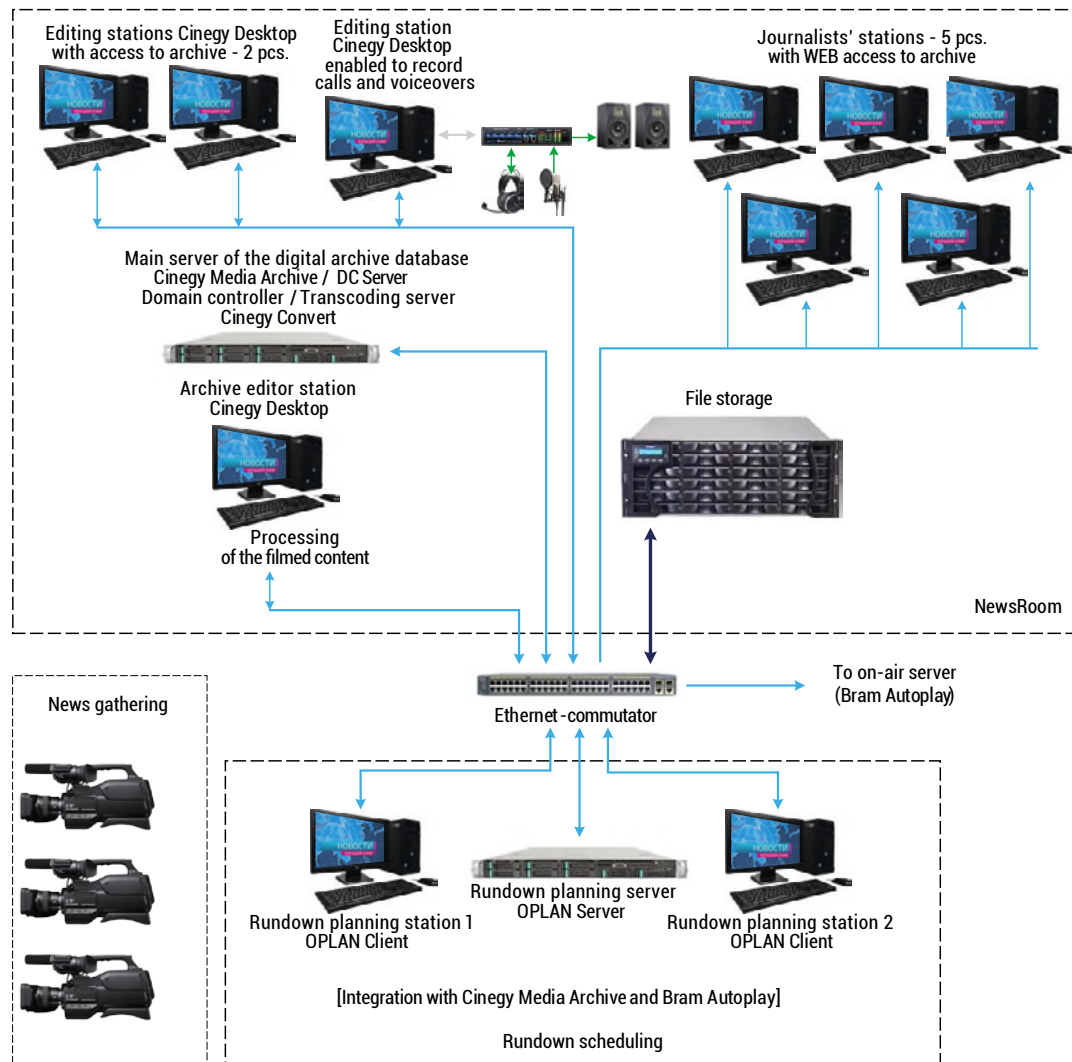 Editing stations Cinegy Desktop
with access to archive - 2 pcs.
Editing station
Cinegy Desktop
enabled to record
calls and voiceovers
Journalists' stations - 5 pcs.
with WEB access to archive
НОВОСТИ
НОВОСТИ
НОВОСТИ
НОВОСТИ
НОВОСТИ
НОВОСТИ
НОВОСТИ
НОВОСТИ
Main server of the digital archive database
Cinegy Media Archive / DC Server
Domain controller / Transcoding server
Cinegy Convert
Archive editor station
Cinegy Desktop
НОВОСТИ
Processing
of the filmed content
File storage
NewsRoom
News gathering
Ethernet-commutator
To on-air server
(Bram Autoplay)
НОВОСТИ
НОВОСТИ
Rundown planning station 1
OPLAN Client
Rundown planning server
OPLAN Server
Rundown planning station 2
OPLAN Client
[Integration with Cinegy Media Archive and Bram Autoplay]
Rundown scheduling